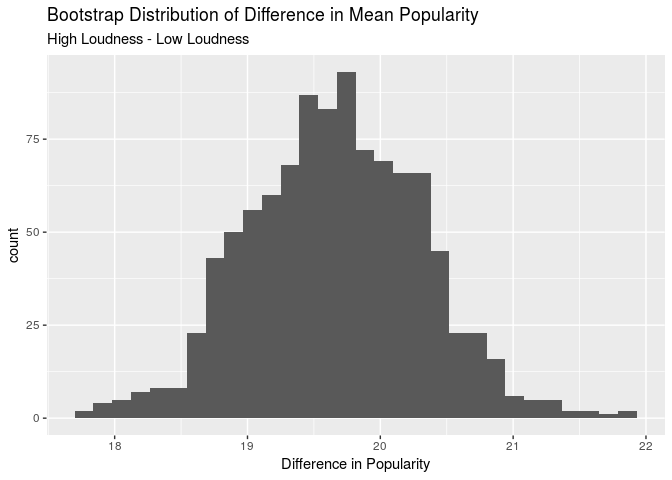 Bootstrap Distribution of Difference in Mean Popularity
High Loudness - Low Loudness
75
50
25
0
count
18 19 20 21 22
Difference in Popularity